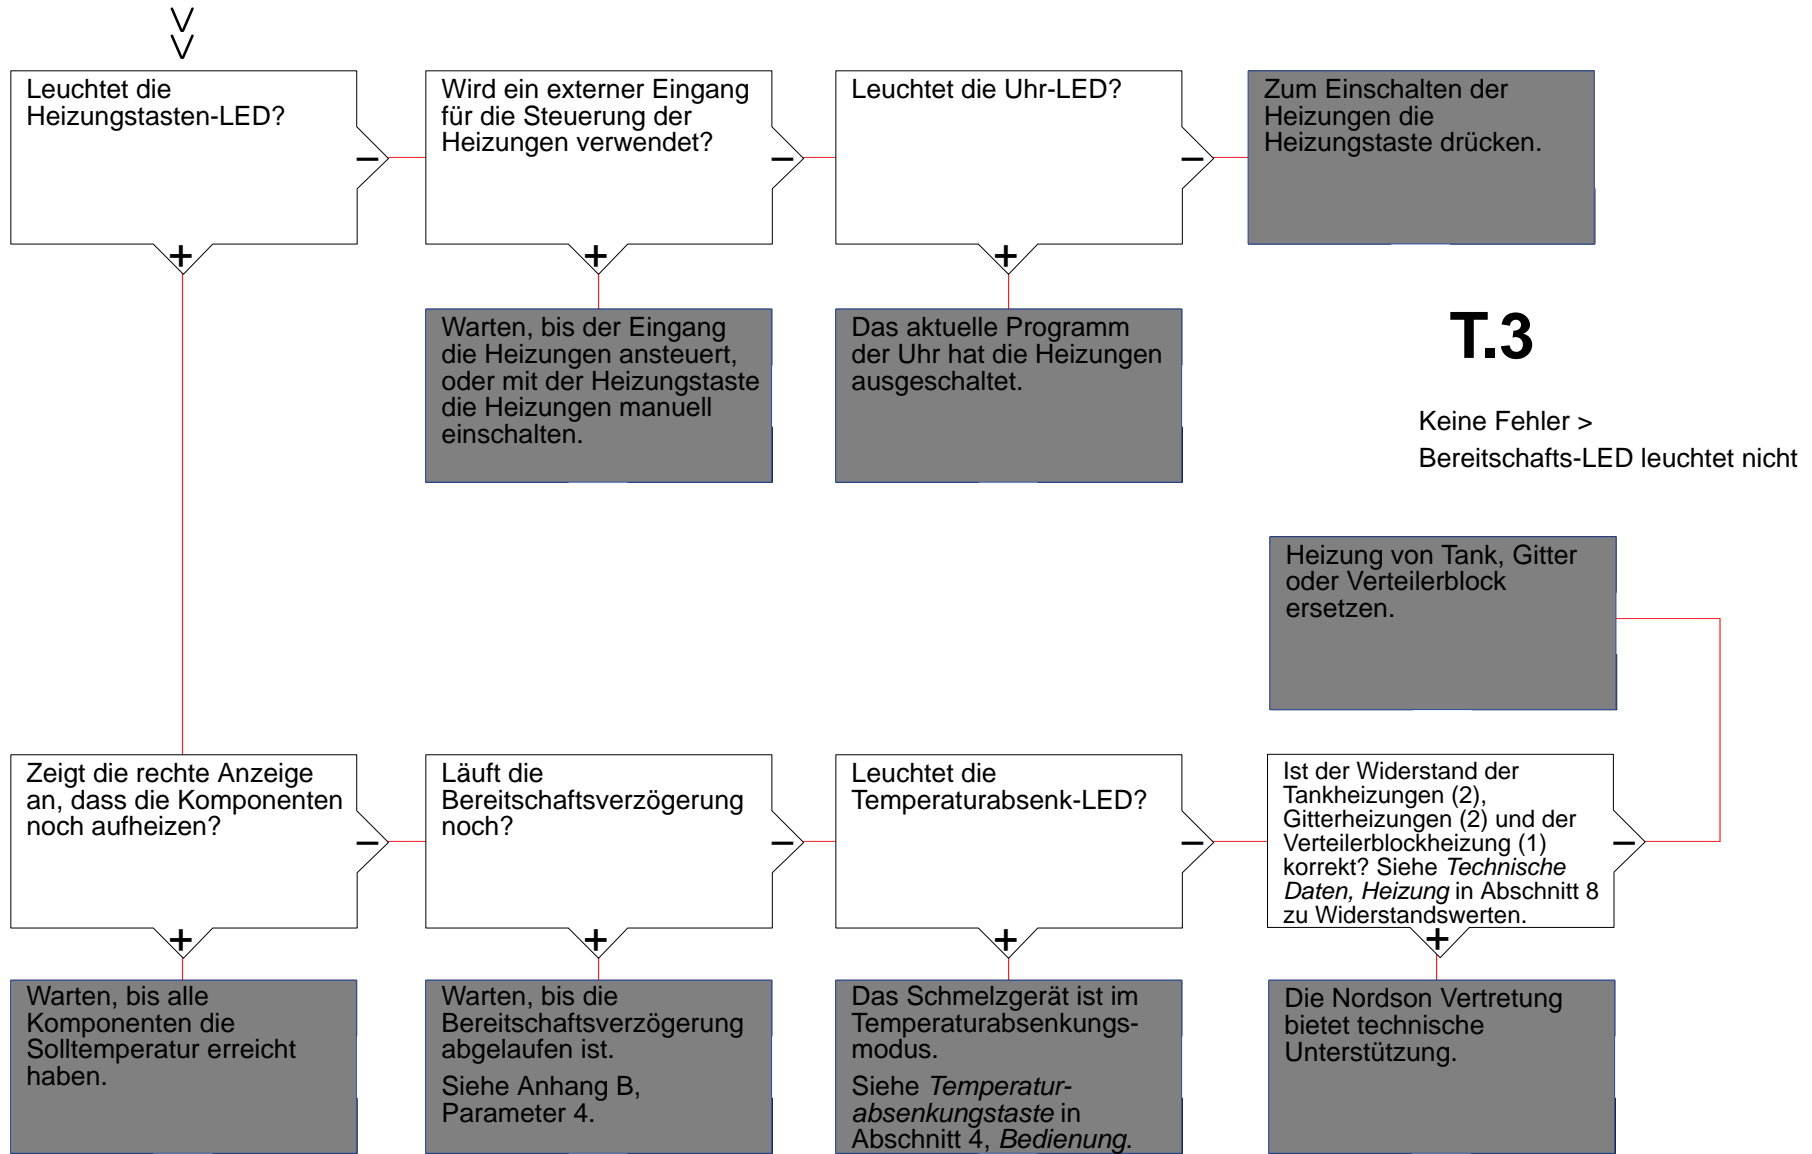 Leuchtet die
Heizungstasten-LED?
–
+
Wird ein externer Eingang
für die Steuerung der
Heizungen verwendet?
–
+
Leuchtet die Uhr-LED?
–
+
Zum Einschalten der
Heizungen die
Heizungstaste drücken.
Warten, bis der Eingang
die Heizungen ansteuert,
oder mit der Heizungstaste
die Heizungen manuell
einschalten.
Das aktuelle Programm
der Uhr hat die Heizungen
ausgeschaltet.
T.3
Keine Fehler >
Bereitschafts-LED leuchtet nicht
Heizung von Tank, Gitter
oder Verteilerblock
ersetzen.
Zeigt die rechte Anzeige
an, dass die Komponenten
noch aufheizen?
–
+
Läuft die
Bereitschaftsverzögerung
noch?
–
+
Leuchtet die
Temperaturabsenk-LED?
–
+
Ist der Widerstand der
Tankheizungen (2),
Gitterheizungen (2) und der
Verteilerblockheizung (1)
korrekt? Siehe Technische
Daten, Heizung in Abschnitt 8
zu Widerstandswerten.
–
+
Warten, bis alle
Komponenten die
Solltemperatur erreicht
haben.
Warten, bis die
Bereitschaftsverzögerung
abgelaufen ist.
Siehe Anhang B,
Parameter 4.
Das Schmelzgerät ist im
Temperaturabsenkungs-
modus.
Siehe Temperatur-
absenkungstaste in
Abschnitt 4, Bedienung.
Die Nordson Vertretung
bietet technische
Unterstützung.